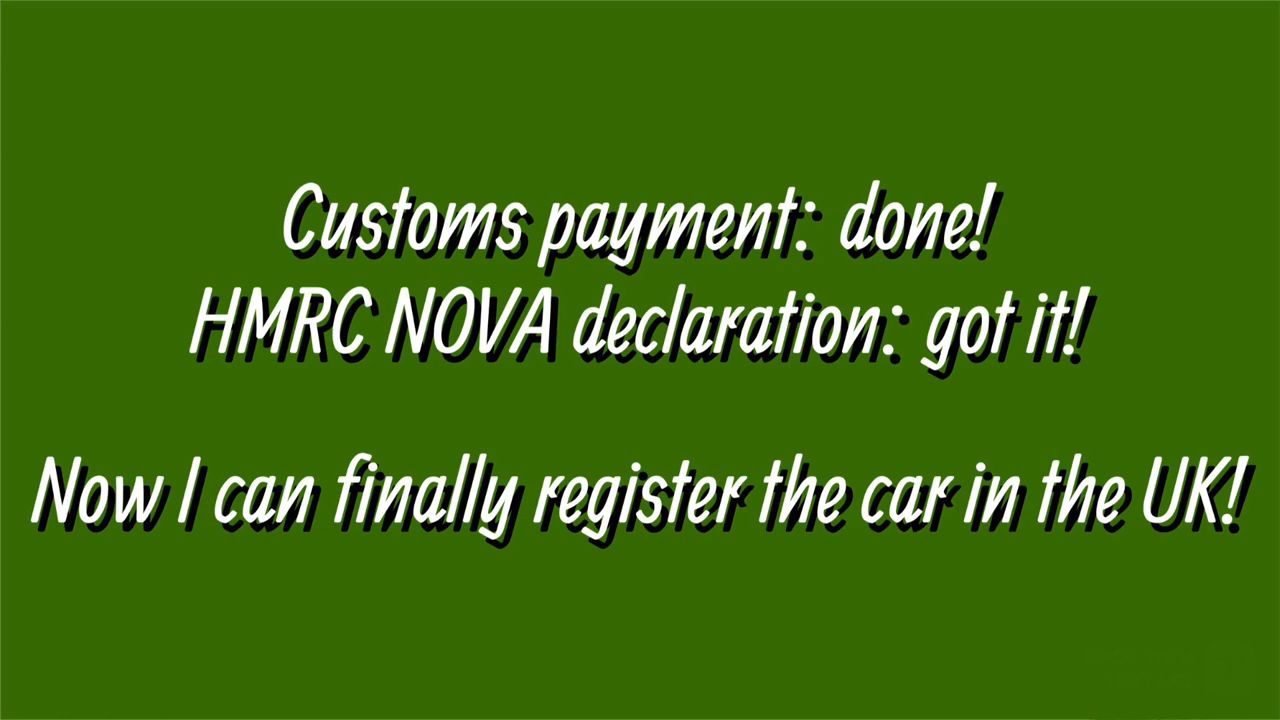 Customs payment: done!
HMRC NOVA declaration: got it!
Now I can finally register the car in the UK!